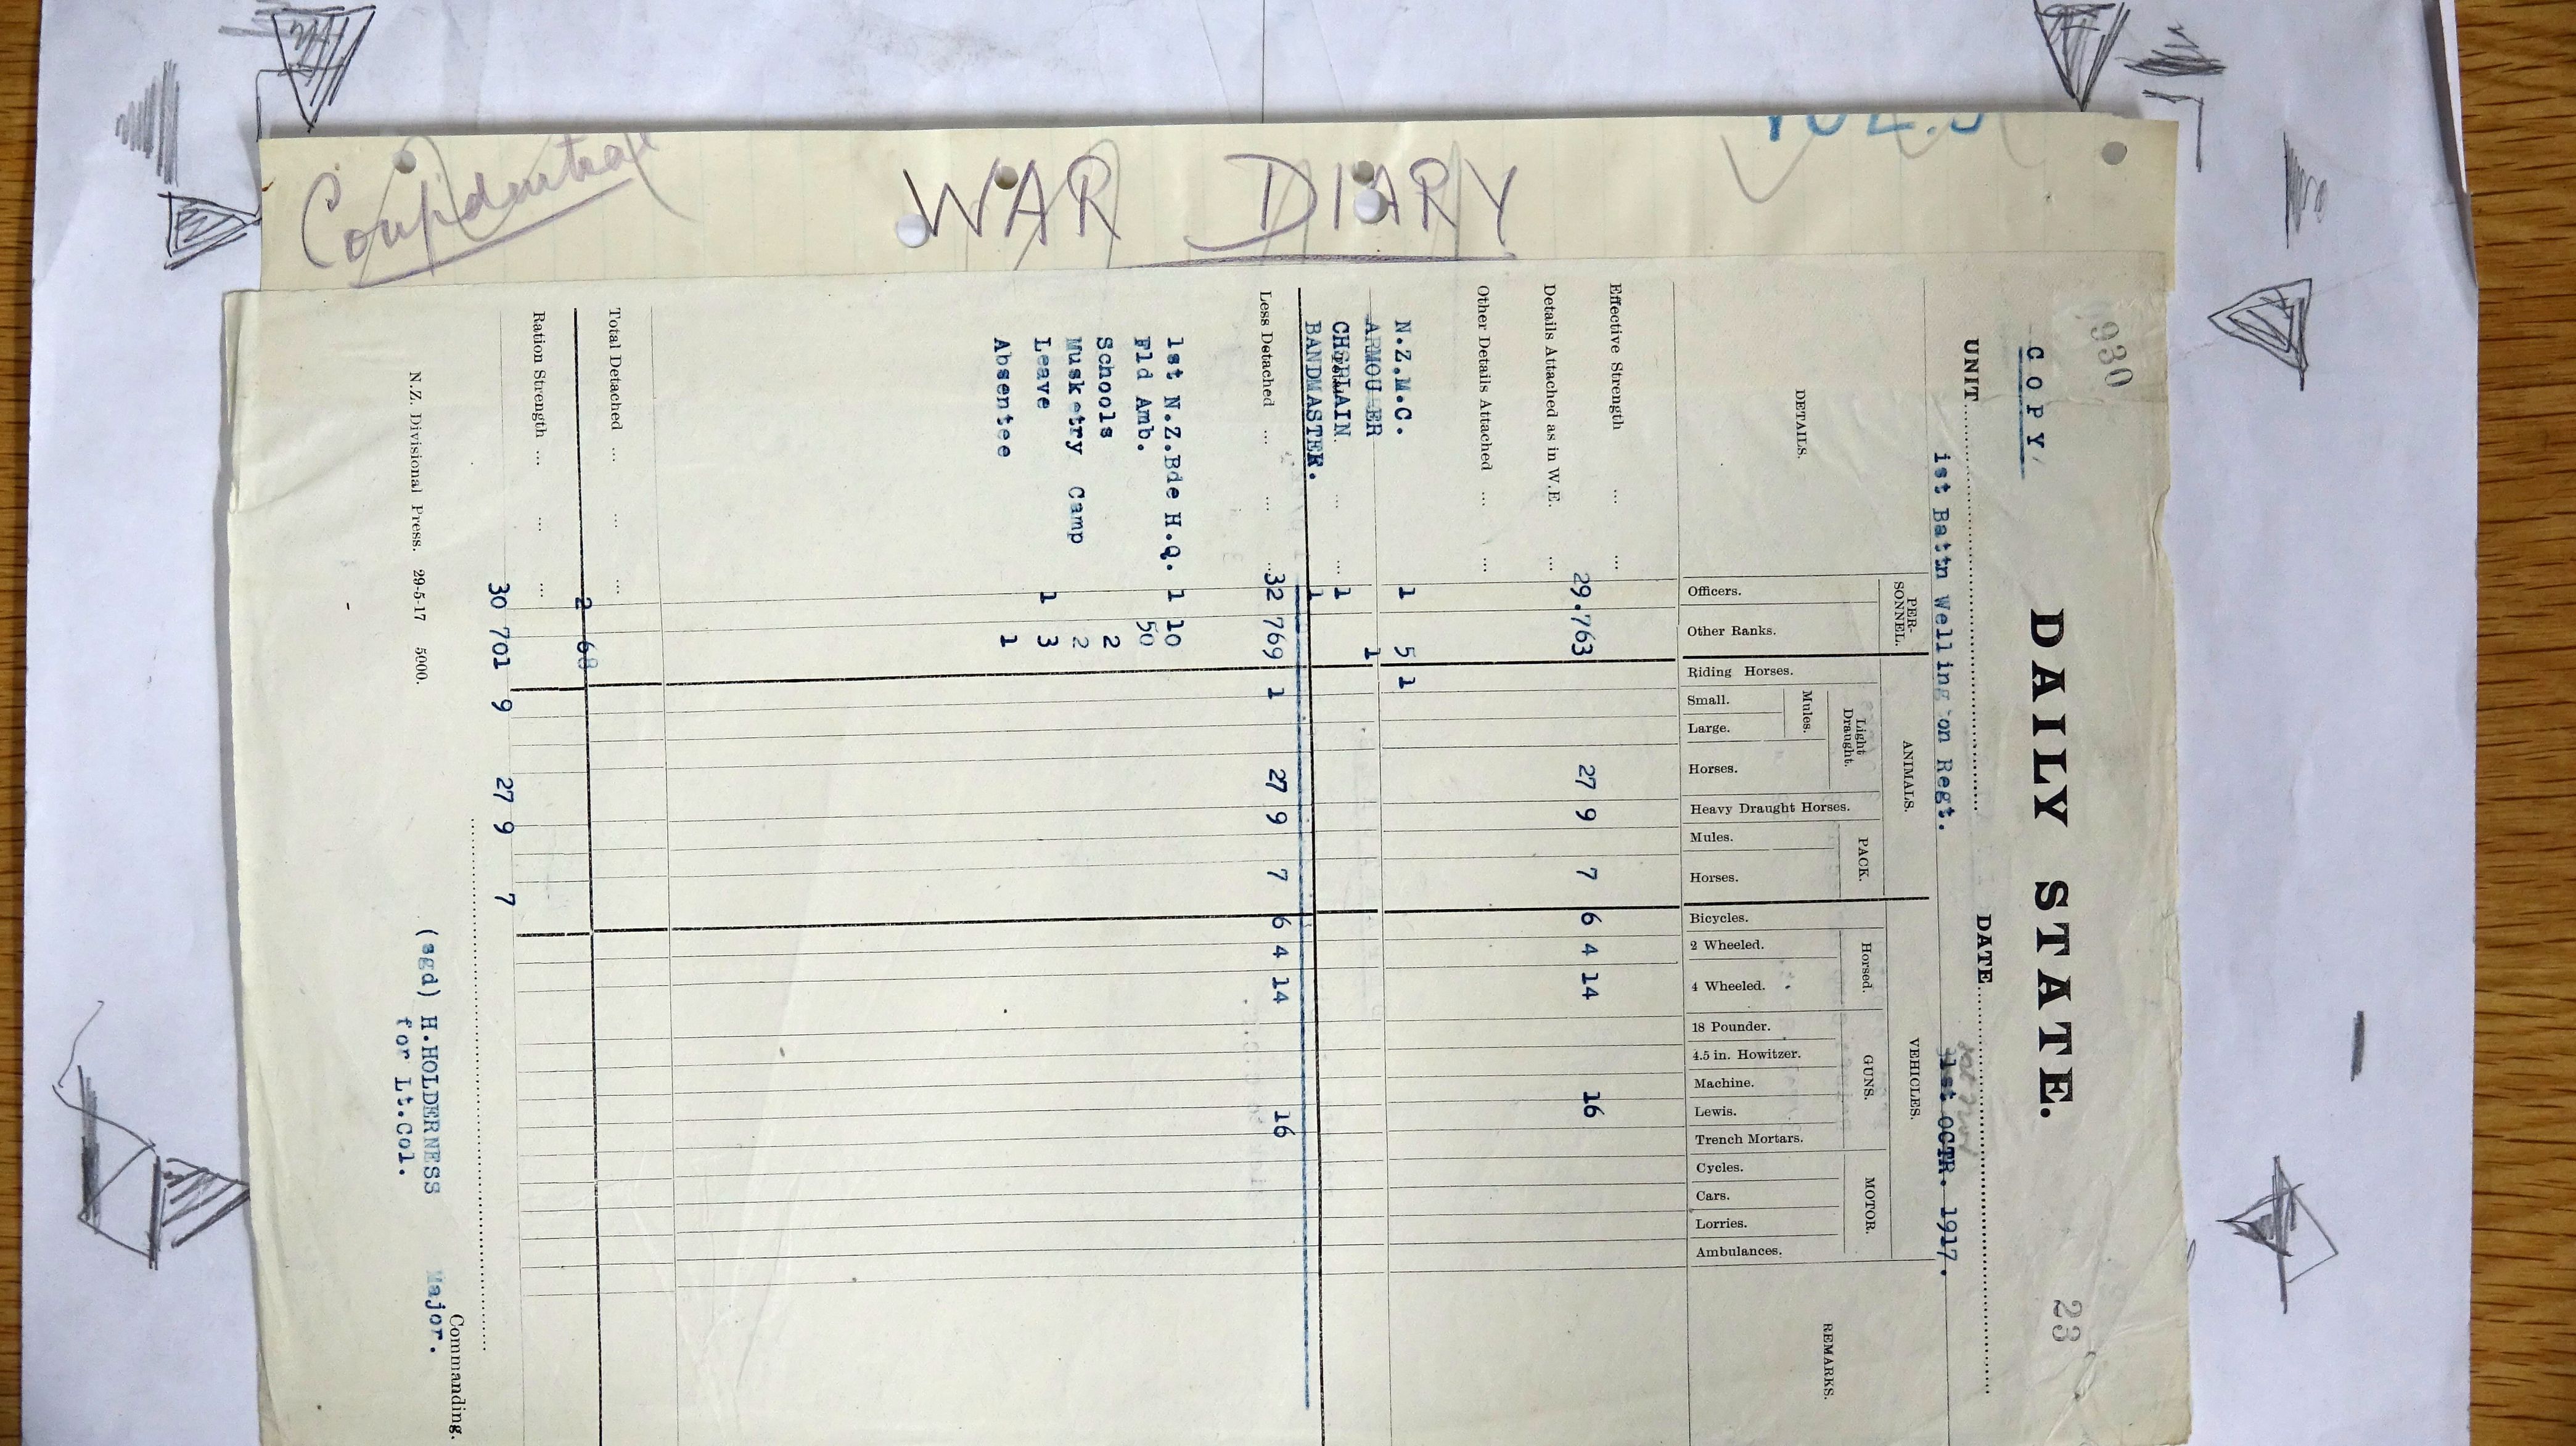 Confidential
WAR DIARY
930
COPY
DAILY STATE.
23
UNIT
DATE
1st Battn Wellington Regt.
31st OCTR. 1917.
DETAILS.
PER-SONNEL.
ANIMALS.
VEHICLES.
REMARKS.
Light Draught.
PACK.
Horsed.
GUNS.
MOTOR.
Mules.
Officers.
Other Ranks.
Riding Horses.
Small.
Large.
Horses.
Heavy Draught Horses.
Mules.
Horses.
Bicycles.
2 Wheeled.
4 Wheeled.
18 Pounder.
4.5 in. Howitzer.
Machine.
Lewis.
Trench Mortars.
Cycles.
Cars.
Lorries.
Ambulances.
Effective Strength ... ... 29.763 27 9 7 6 4 14 16
Details Attached as in W.E. ...
Other Details Attached ... ...
N.Z.M.C. 1 5 1
ARMOU ER 1
CHAPLAIN. ... ... 1
BANDMASTER. 1
Less Detached ... ... ... 32 769 1 27 9 7 6 4 14 16
1st N.Z.Bde H.Q. 1 10
Fld Amb. 50
Schools 2
Musketry Camp 2
Leave 1 3
Absentee 1
Total Detached ... ... ... 2 68
Ration Strength ... ... ... 30 701 9 27 9 7
N.Z. Divisional Press. 29-5-17 5000.
(sgd) H.HOLDERNESS Major.
Commanding.
for Lt.Col.